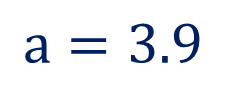 a = 3.9